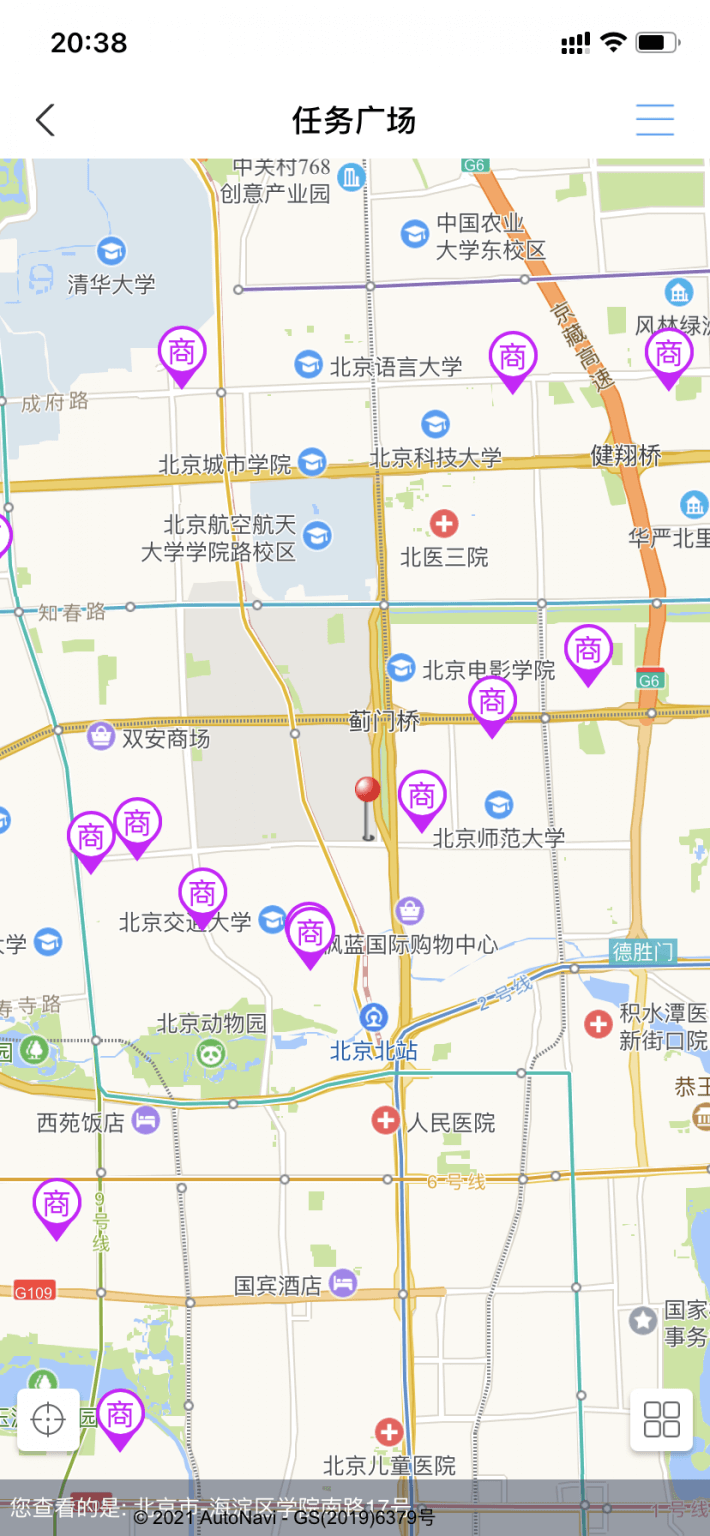 20:38
任务广场
中关村768
创意产业园
G6
中国农业
大学东校区
清华大学
京藏高速
风林绿洲
商
商
商
北京语言大学
成府路
北京科技大学
健翔桥
北京城市学院
北京航空航天
大学学院路校区
北医三院
华严北里
知春路
商
北京电影学院
G6
商
蓟门桥
双安商场
商
商
商
北京师范大学
商
北京交通大学
商
枫蓝国际购物中心
大学
德胜门
2号线
寿寺路
北京动物园
园
北京北站
积水潭医
新街口院
恭王
西苑饭店
人民医院
6号线
商
9号线
国宾酒店
G109
国家
事务
商
园
北京儿童医院
您查看的是: 北京市-海淀区学院南路17号
© 2021 AutoNavi - GS(2019)6379号
1号线